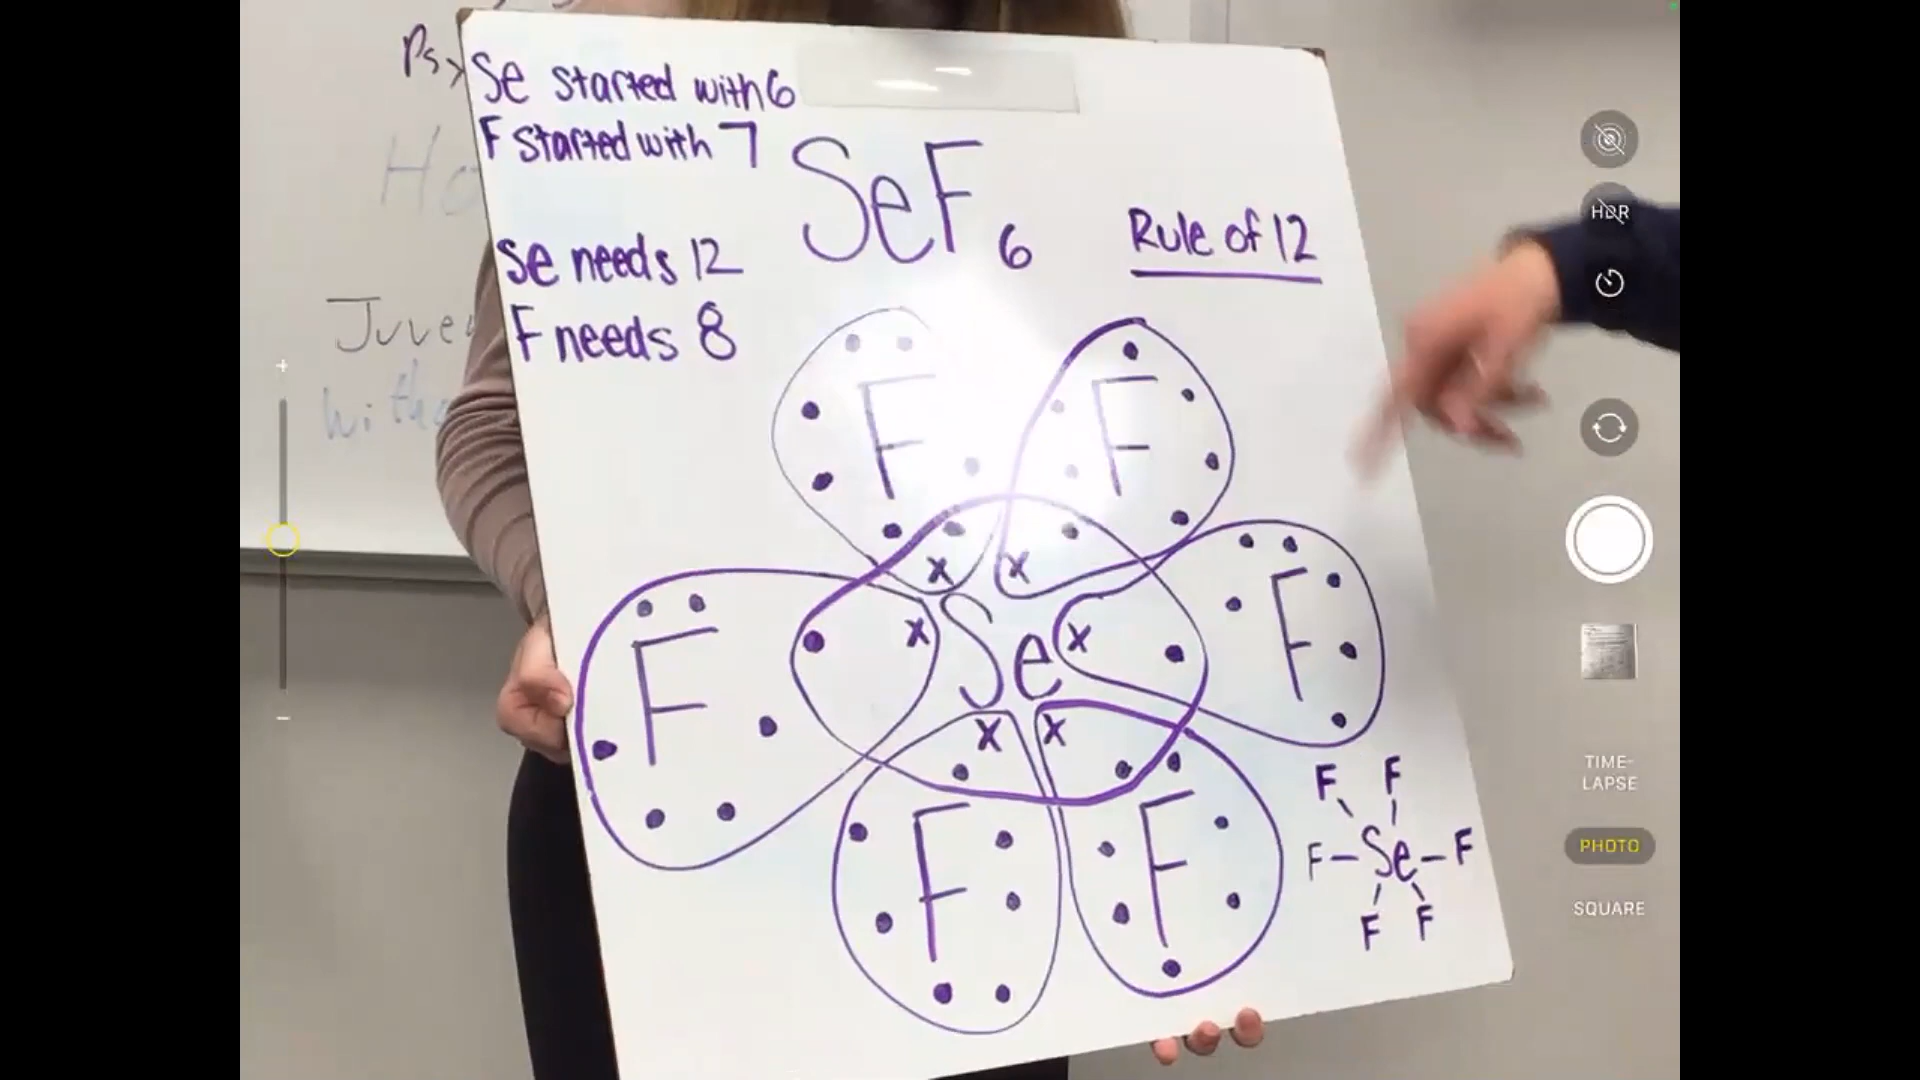 Se started with 6
F started with 7
SeF6
Rule of 12
Se needs 12
F needs 8
F F
F Se F
F F
F F
F-Se-F
F F
HDR
TIME-
LAPSE
PHOTO
SQUARE